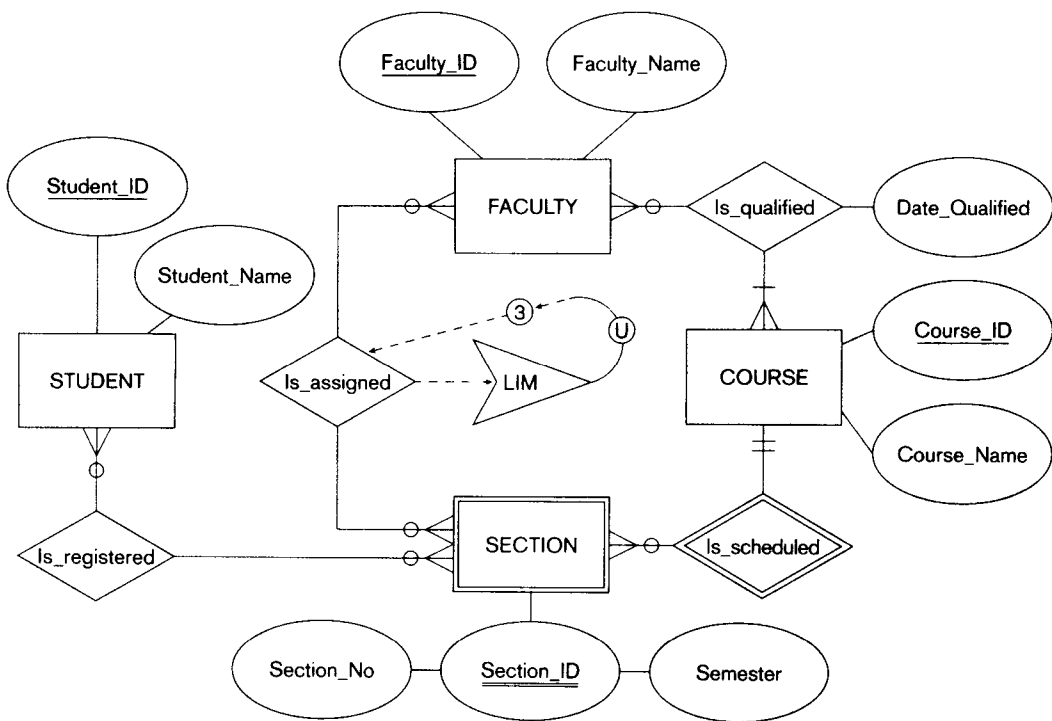 Faculty_ID
Faculty_Name
Student_ID
Student_Name
FACULTY
Is_qualified
Date_Qualified
3
U
STUDENT
Is_assigned
LIM
COURSE
Course_ID
Course_Name
Is_registered
SECTION
Is_scheduled
Section_No
Section_ID
Semester